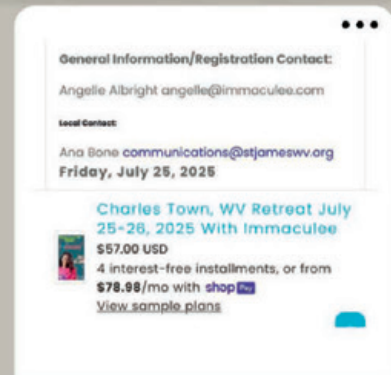 General Information/Registration Contact:
Angelle Albright angelle@immaculee.com
Local Contact:
Ana Bone communications@stjameswv.org
Friday, July 25, 2025
Charles Town, WV Retreat July
25-26, 2025 With Immaculee
$57.00 USD
4 interest-free installments, or from
$78.98/mo with shop Pay
View sample plans